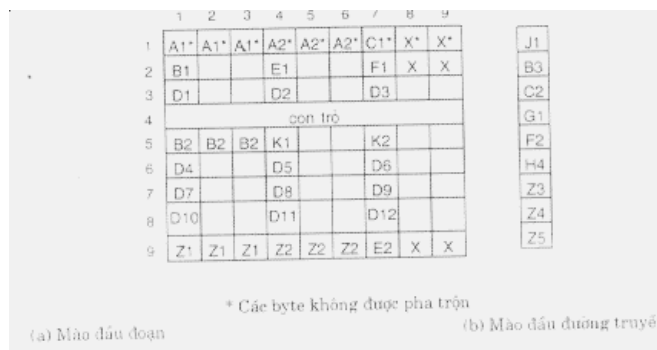 1 2 3 4 5 6 7 8 9
1 A1* A1* A1* A2* A2* A2* C1* X* X* J1
2 B1 E1 F1 X X B3
3 D1 D2 D3 C2
4 con trỏ G1
5 B2 B2 B2 K1 K2 F2
6 D4 D5 D6 H4
7 D7 D8 D9 Z3
8 D10 D11 D12 Z4
9 Z1 Z1 Z1 Z2 Z2 Z2 E2 X X Z5
* Các byte không được pha trộn
(a) Mào đầu đoạn (b) Mào đầu đường truyề